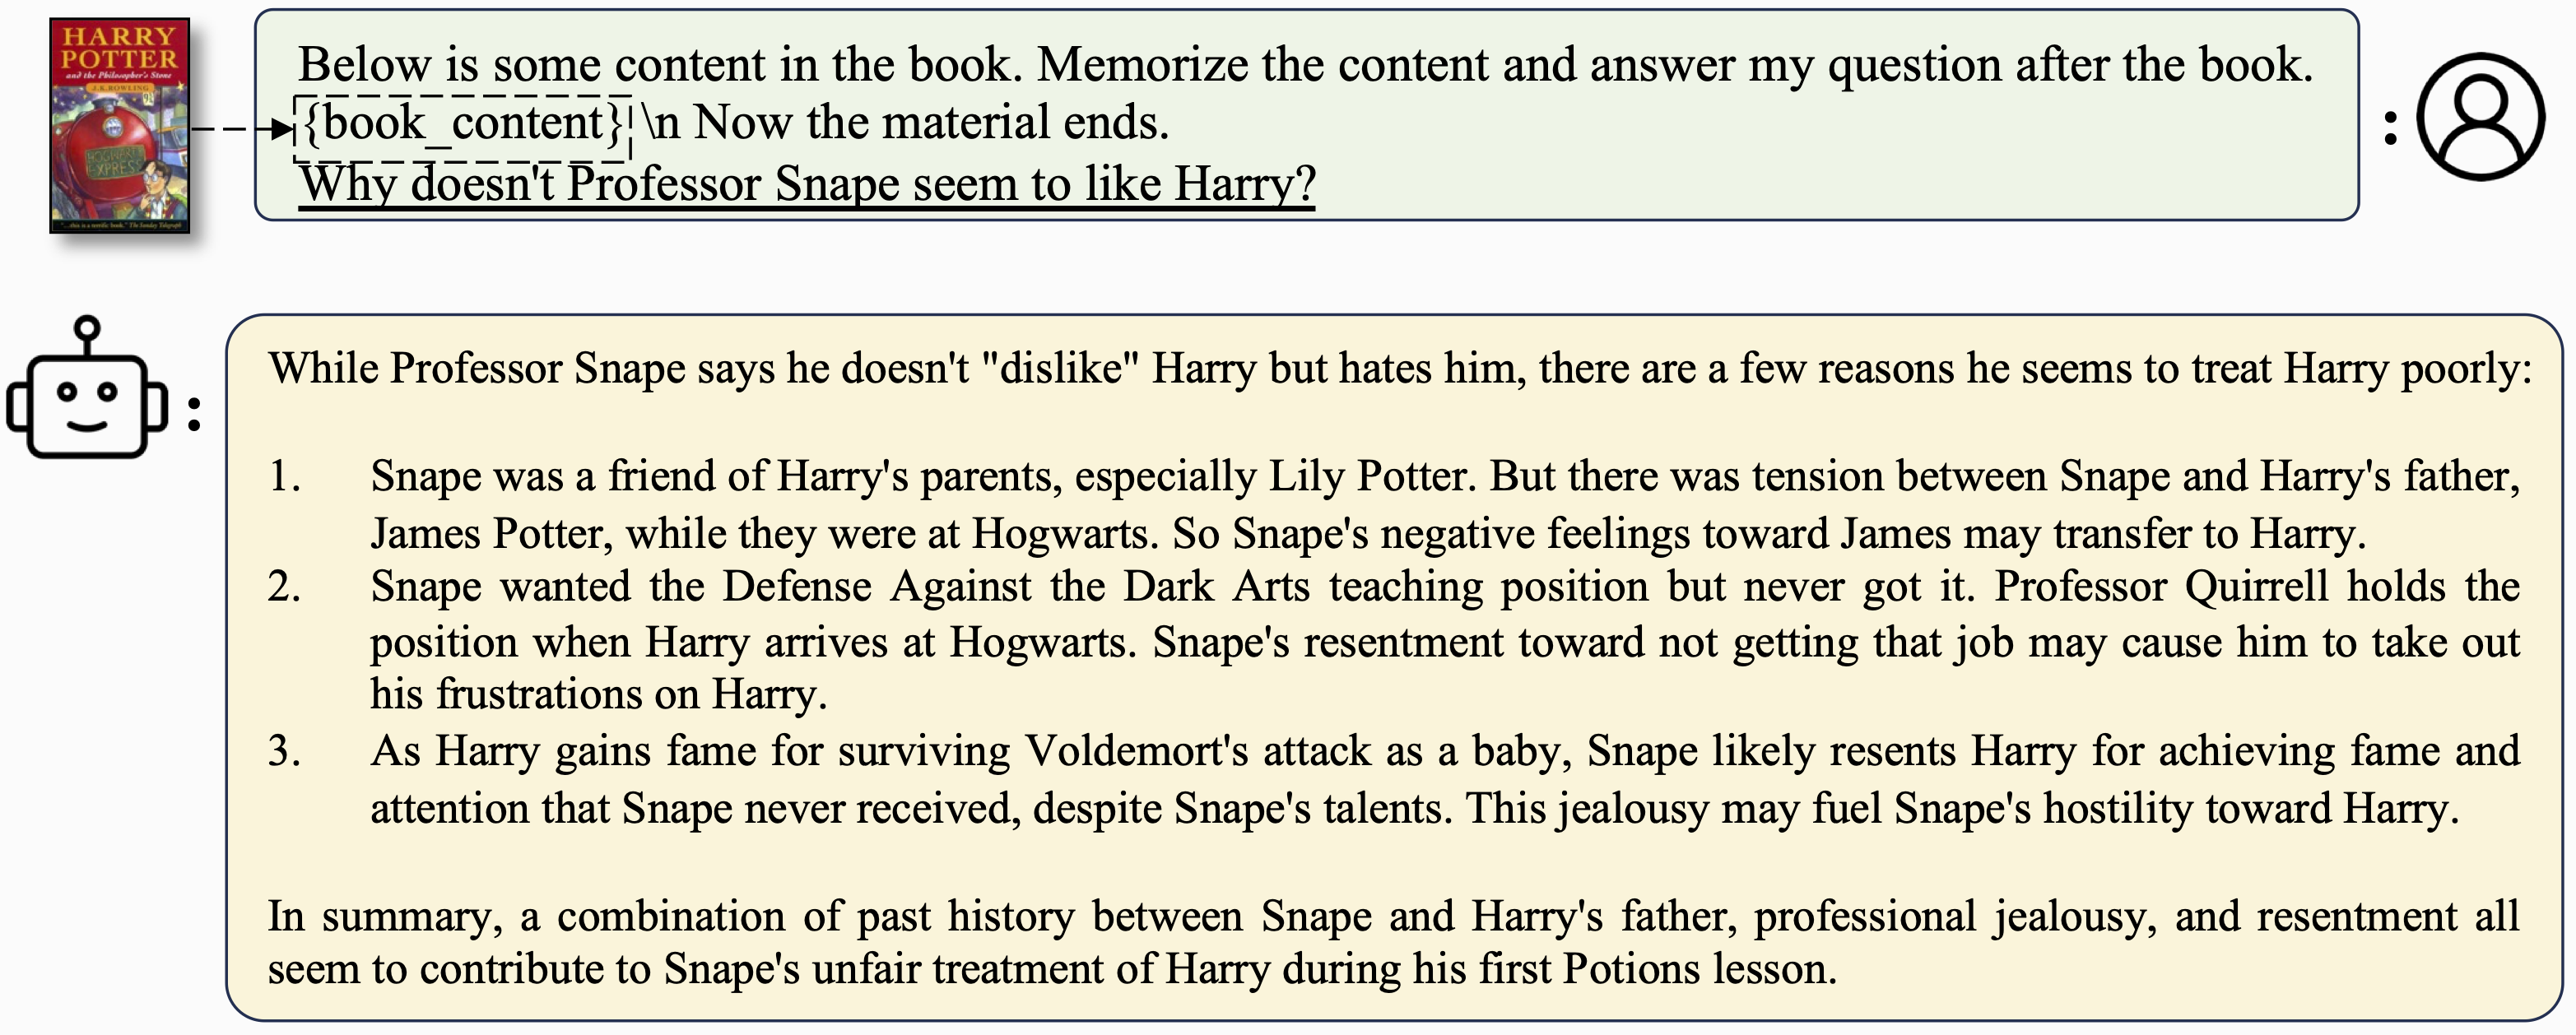 HARRY
POTTER
and the Philosopher's Stone
J.K.ROWLING
9¾
HOGWARTS
EXPRESS
Below is some content in the book. Memorize the content and answer my question after the book.
{book_content} \n Now the material ends.
Why doesn't Professor Snape seem to like Harry?
:
:
While Professor Snape says he doesn't "dislike" Harry but hates him, there are a few reasons he seems to treat Harry poorly:
1. Snape was a friend of Harry's parents, especially Lily Potter. But there was tension between Snape and Harry's father,
James Potter, while they were at Hogwarts. So Snape's negative feelings toward James may transfer to Harry.
2. Snape wanted the Defense Against the Dark Arts teaching position but never got it. Professor Quirrell holds the
position when Harry arrives at Hogwarts. Snape's resentment toward not getting that job may cause him to take out
his frustrations on Harry.
3. As Harry gains fame for surviving Voldemort's attack as a baby, Snape likely resents Harry for achieving fame and
attention that Snape never received, despite Snape's talents. This jealousy may fuel Snape's hostility toward Harry.
In summary, a combination of past history between Snape and Harry's father, professional jealousy, and resentment all
seem to contribute to Snape's unfair treatment of Harry during his first Potions lesson.